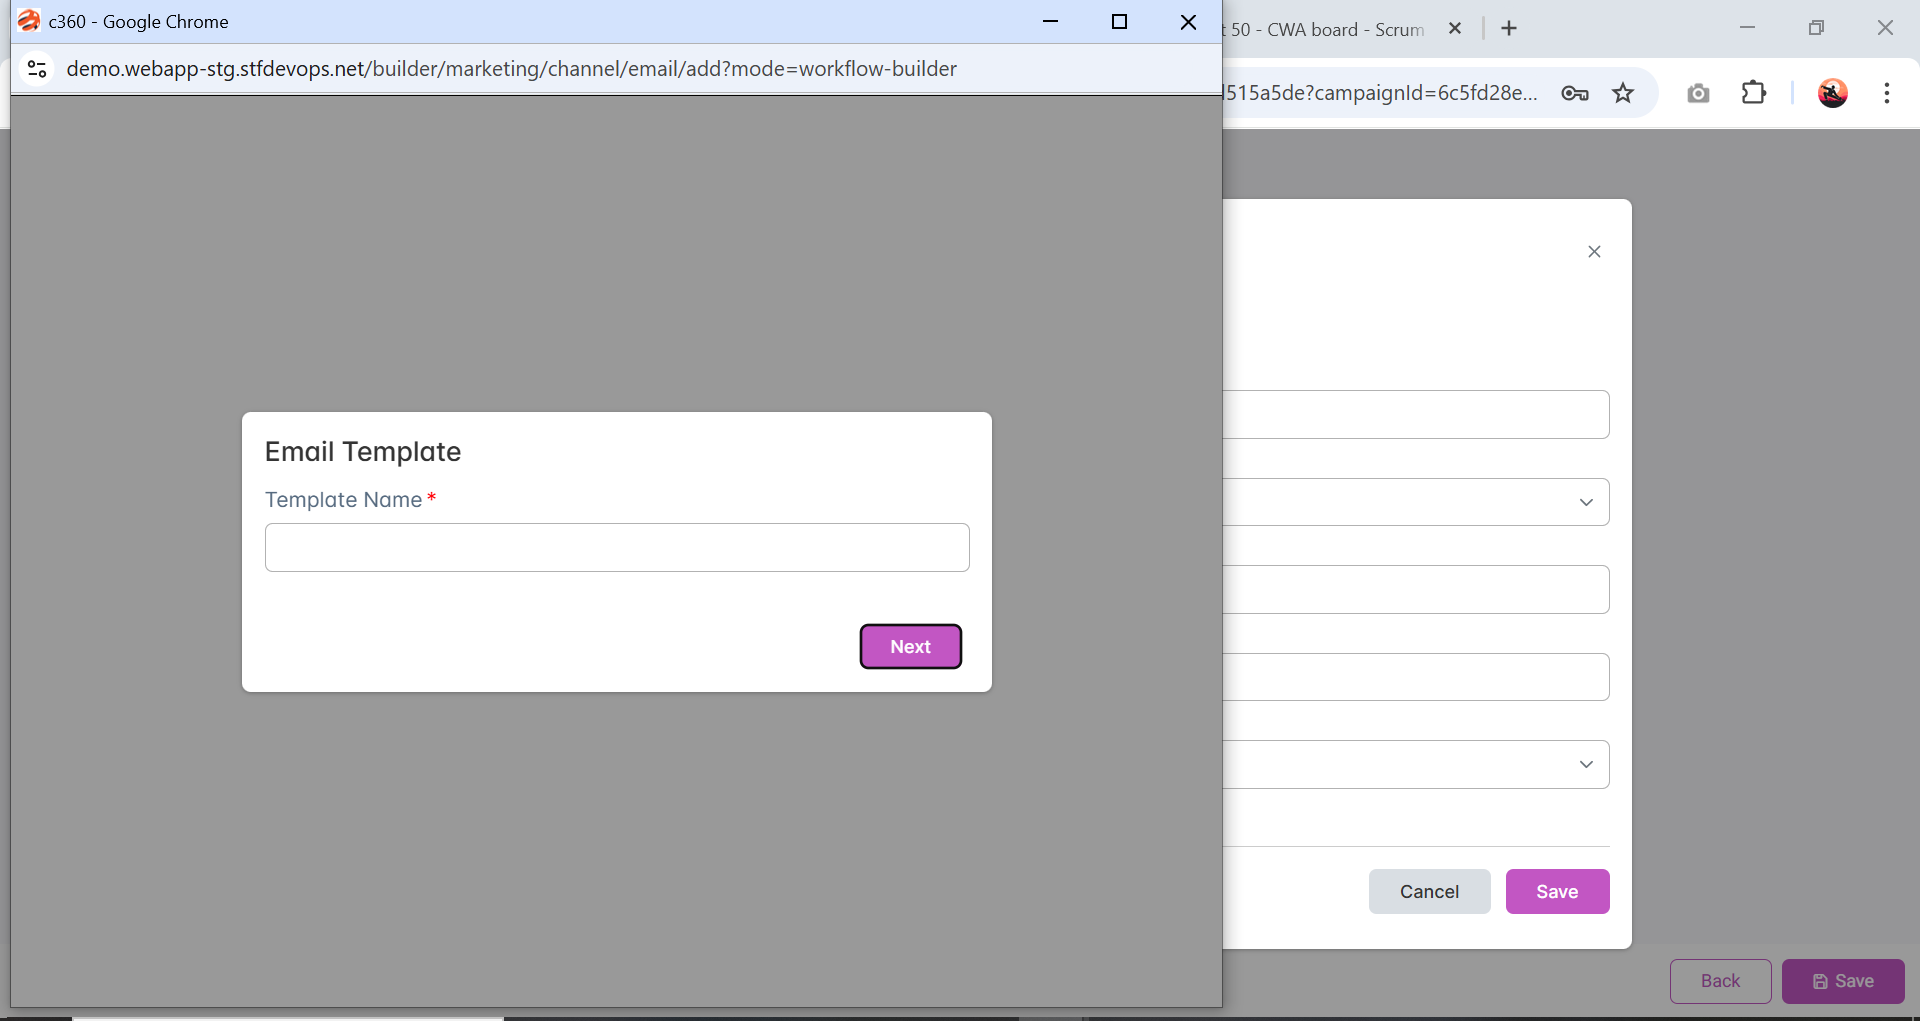 c360 - Google Chrome
t 50 - CWA board - Scrum
demo.webapp-stg.stfdevops.net/builder/marketing/channel/email/add?mode=workflow-builder
515a5de?campaignId=6c5fd28e...
Email Template
Template Name *
Next
Cancel
Save
Back
Save